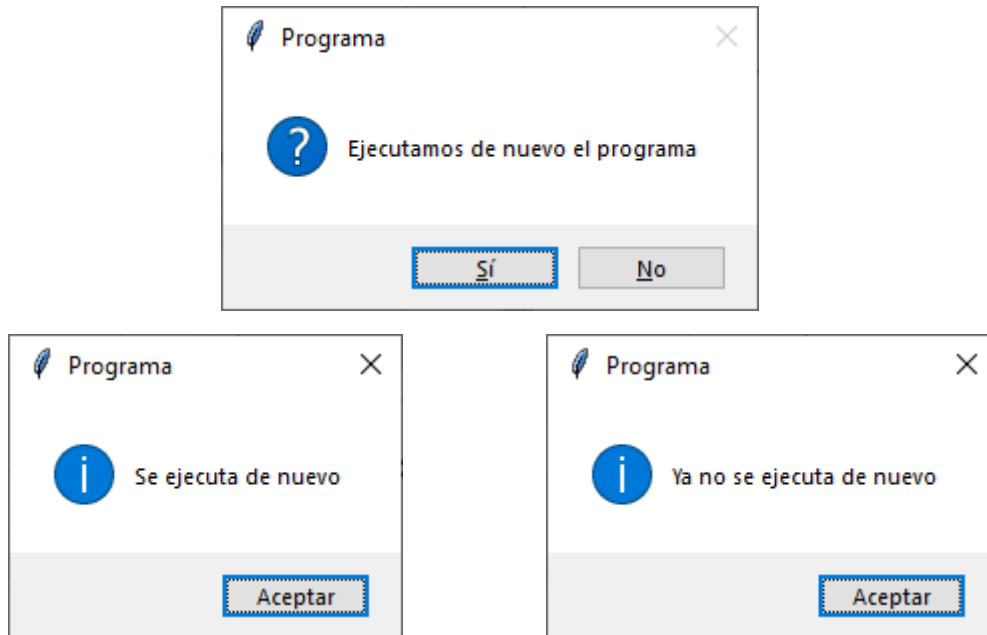 Programa
Ejecutamos de nuevo el programa
Sí
No
Programa
Se ejecuta de nuevo
Aceptar
Programa
Ya no se ejecuta de nuevo
Aceptar